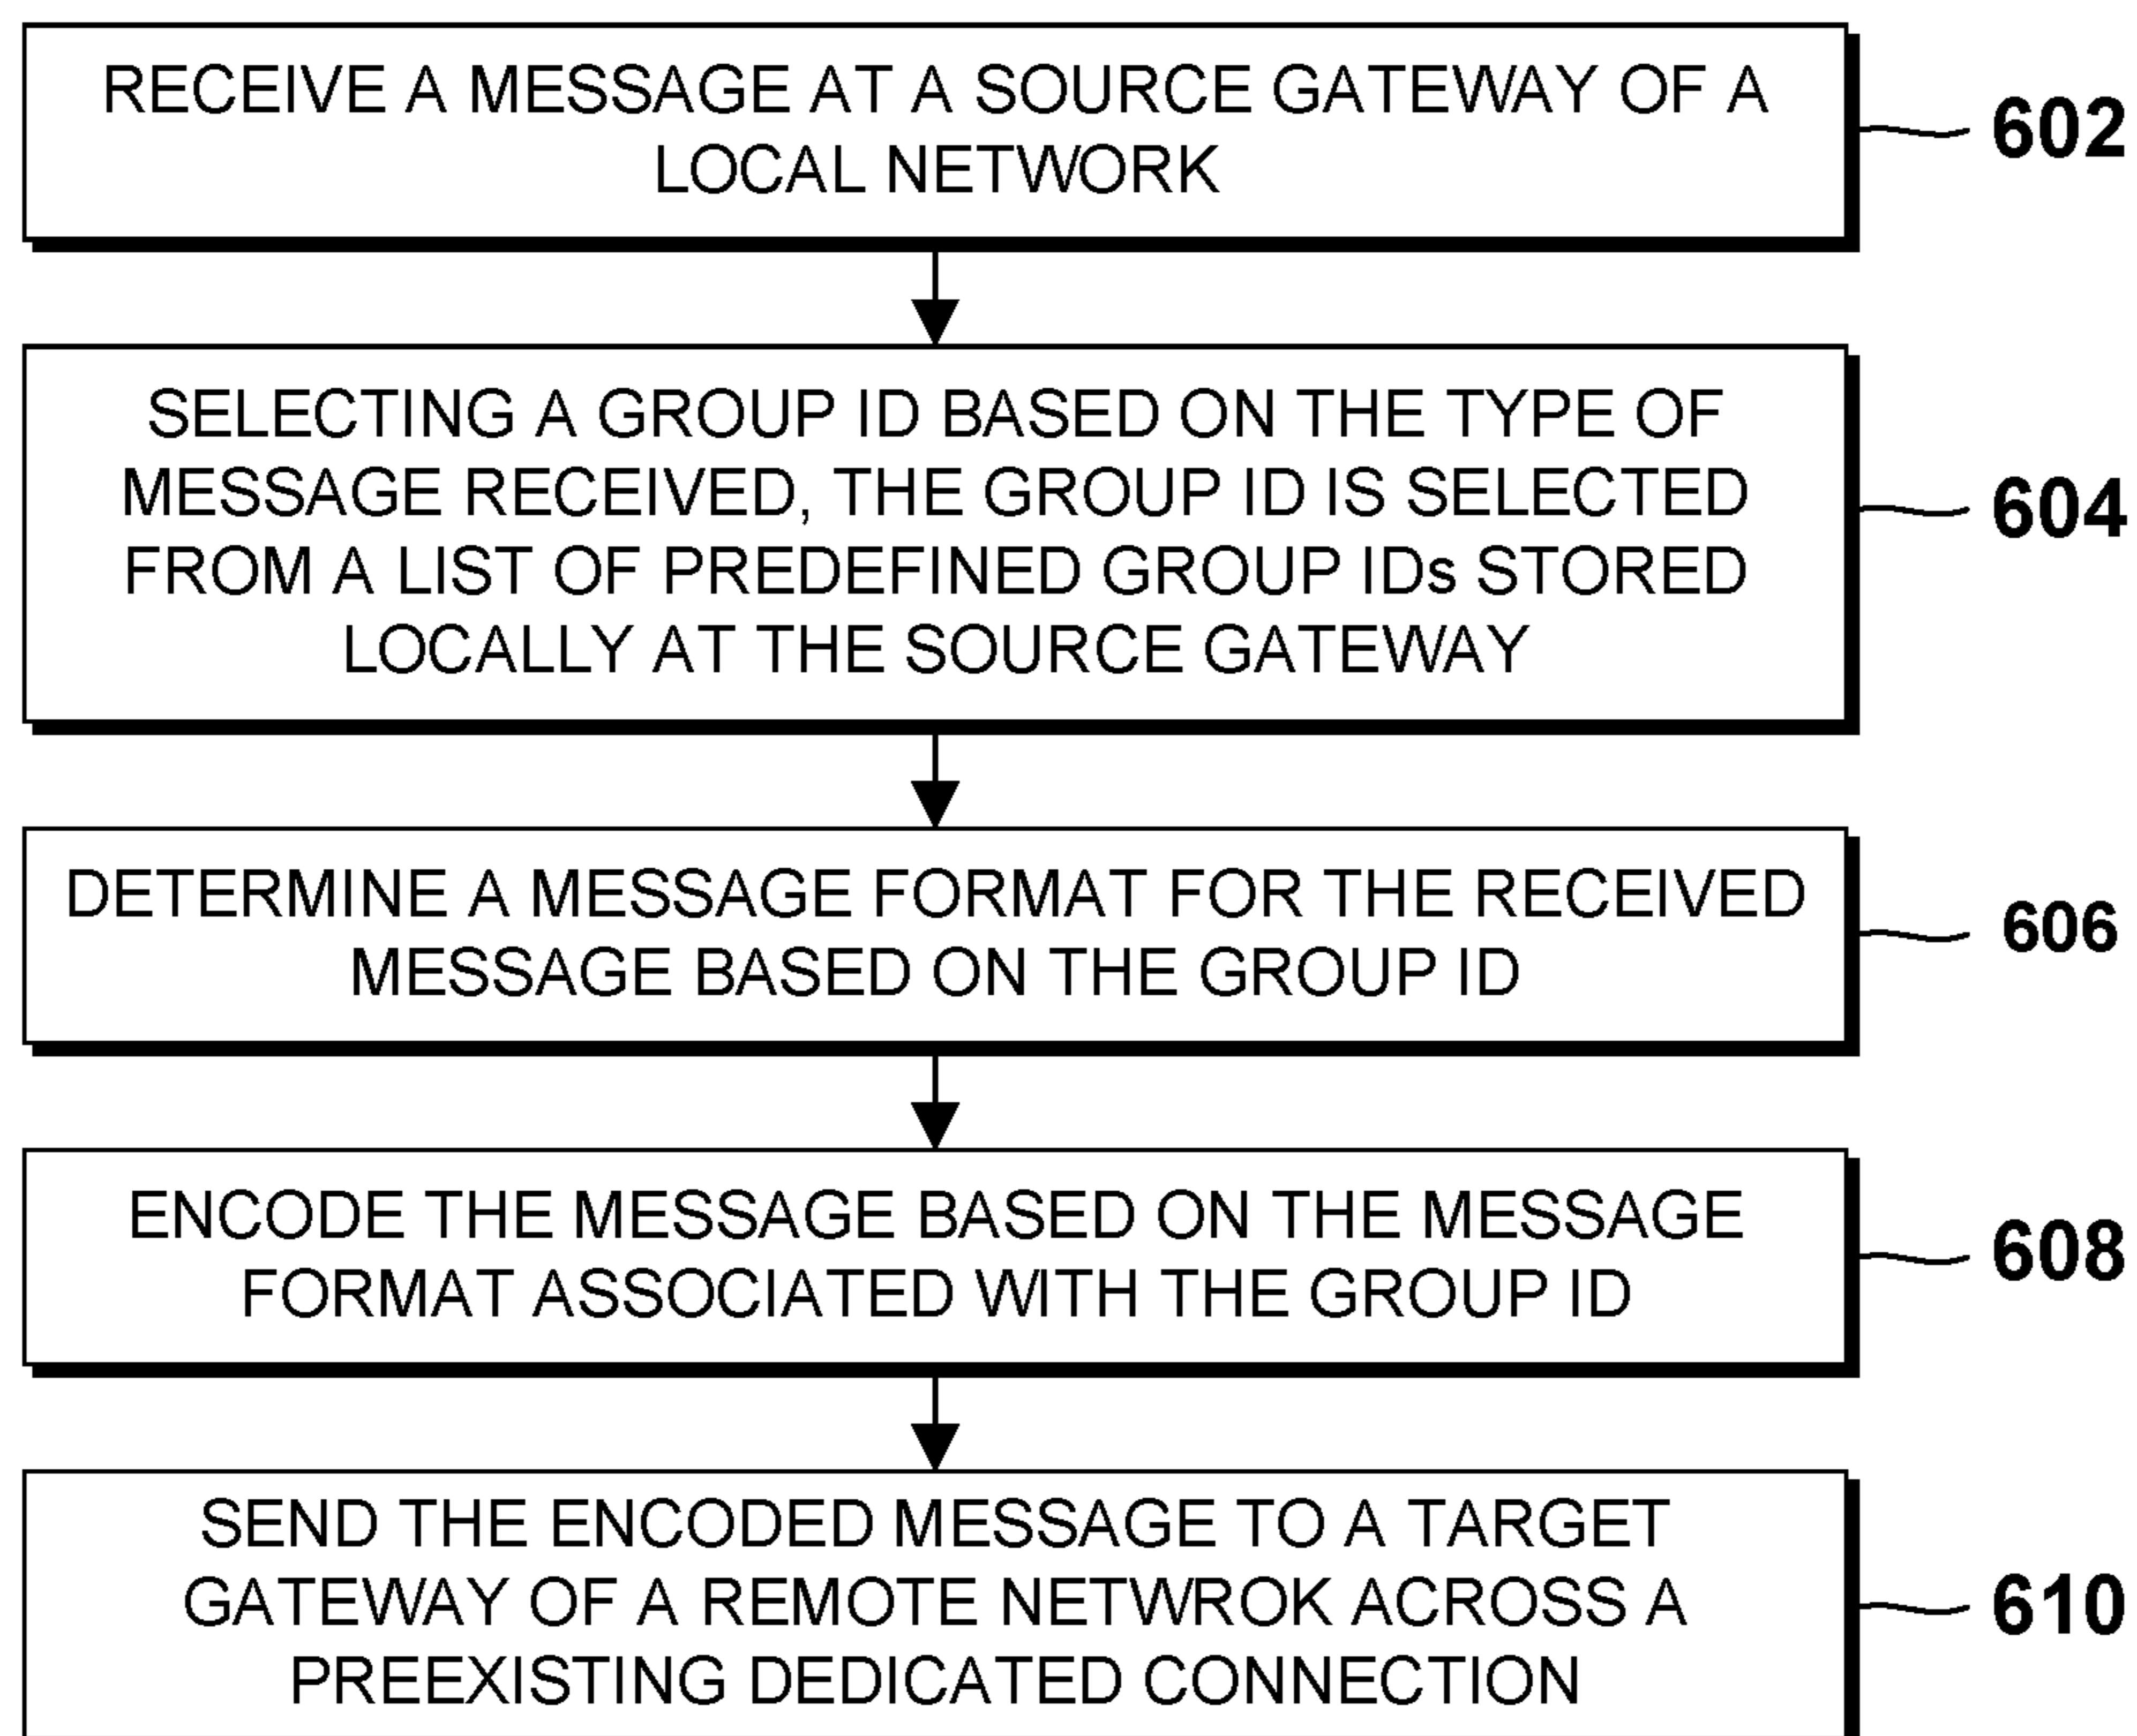 RECEIVE A MESSAGE AT A SOURCE GATEWAY OF A
LOCAL NETWORK
602
SELECTING A GROUP ID BASED ON THE TYPE OF
MESSAGE RECEIVED, THE GROUP ID IS SELECTED
FROM A LIST OF PREDEFINED GROUP IDs STORED
LOCALLY AT THE SOURCE GATEWAY
604
DETERMINE A MESSAGE FORMAT FOR THE RECEIVED
MESSAGE BASED ON THE GROUP ID
606
ENCODE THE MESSAGE BASED ON THE MESSAGE
FORMAT ASSOCIATED WITH THE GROUP ID
608
SEND THE ENCODED MESSAGE TO A TARGET
GATEWAY OF A REMOTE NETWROK ACROSS A
PREEXISTING DEDICATED CONNECTION
610